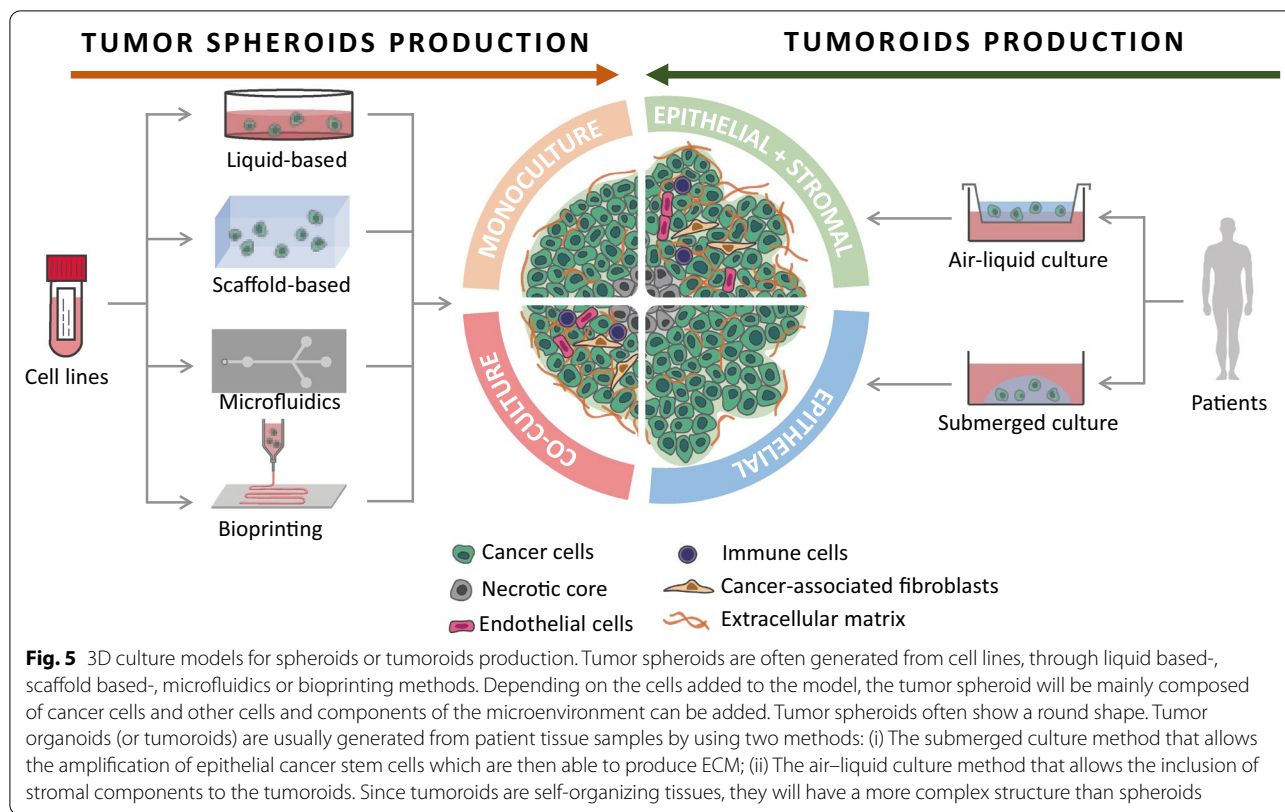 TUMOR SPHEROIDS PRODUCTION
TUMOROIDS PRODUCTION
Liquid-based
Scaffold-based
Cell lines
Microfluidics
Bioprinting
MONOCULTURE
EPITHELIAL + STROMAL
CO-CULTURE
EPITHELIAL
Air-liquid culture
Submerged culture
Patients
Cancer cells
Immune cells
Necrotic core
Cancer-associated fibroblasts
Endothelial cells
Extracellular matrix
Fig. 5 3D culture models for spheroids or tumoroids production. Tumor spheroids are often generated from cell lines, through liquid based-,
scaffold based-, microfluidics or bioprinting methods. Depending on the cells added to the model, the tumor spheroid will be mainly composed
of cancer cells and other cells and components of the microenvironment can be added. Tumor spheroids often show a round shape. Tumor
organoids (or tumoroids) are usually generated from patient tissue samples by using two methods: (i) The submerged culture method that allows
the amplification of epithelial cancer stem cells which are then able to produce ECM; (ii) The air–liquid culture method that allows the inclusion of
stromal components to the tumoroids. Since tumoroids are self-organizing tissues, they will have a more complex structure than spheroids